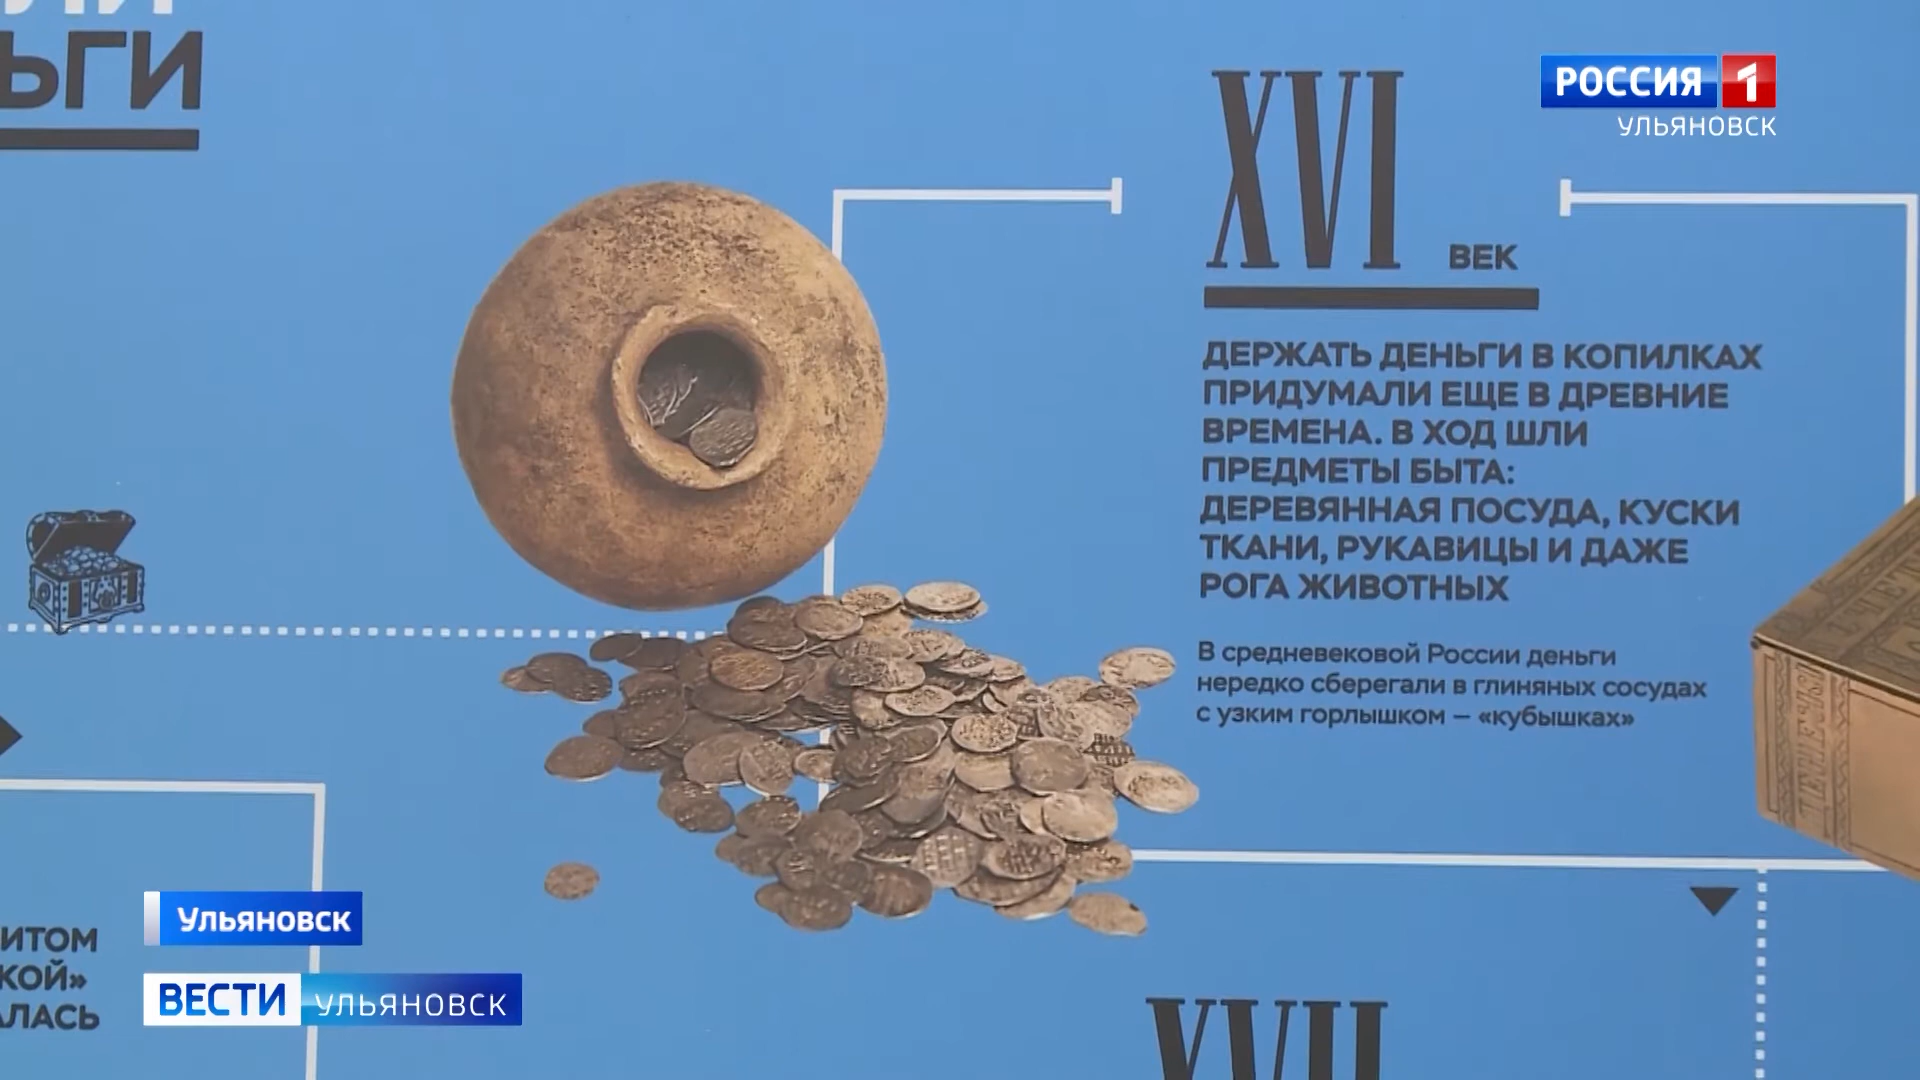 ЬГИ
РОССИЯ 1
УЛЬЯНОВСК
XVI ВЕК
ДЕРЖАТЬ ДЕНЬГИ В КОПИЛКАХ
ПРИДУМАЛИ ЕЩЕ В ДРЕВНИЕ
ВРЕМЕНА. В ХОД ШЛИ
ПРЕДМЕТЫ БЫТА:
ДЕРЕВЯННАЯ ПОСУДА, КУСКИ
ТКАНИ, РУКАВИЦЫ И ДАЖЕ
РОГА ЖИВОТНЫХ
В средневековой России деньги
нередко сберегали в глиняных сосудах
с узким горлышком – «кубышках»
ИТОМ
КОЙ»
АЛАСЬ
Ульяновск
ВЕСТИ УЛЬЯНОВСК
XVII